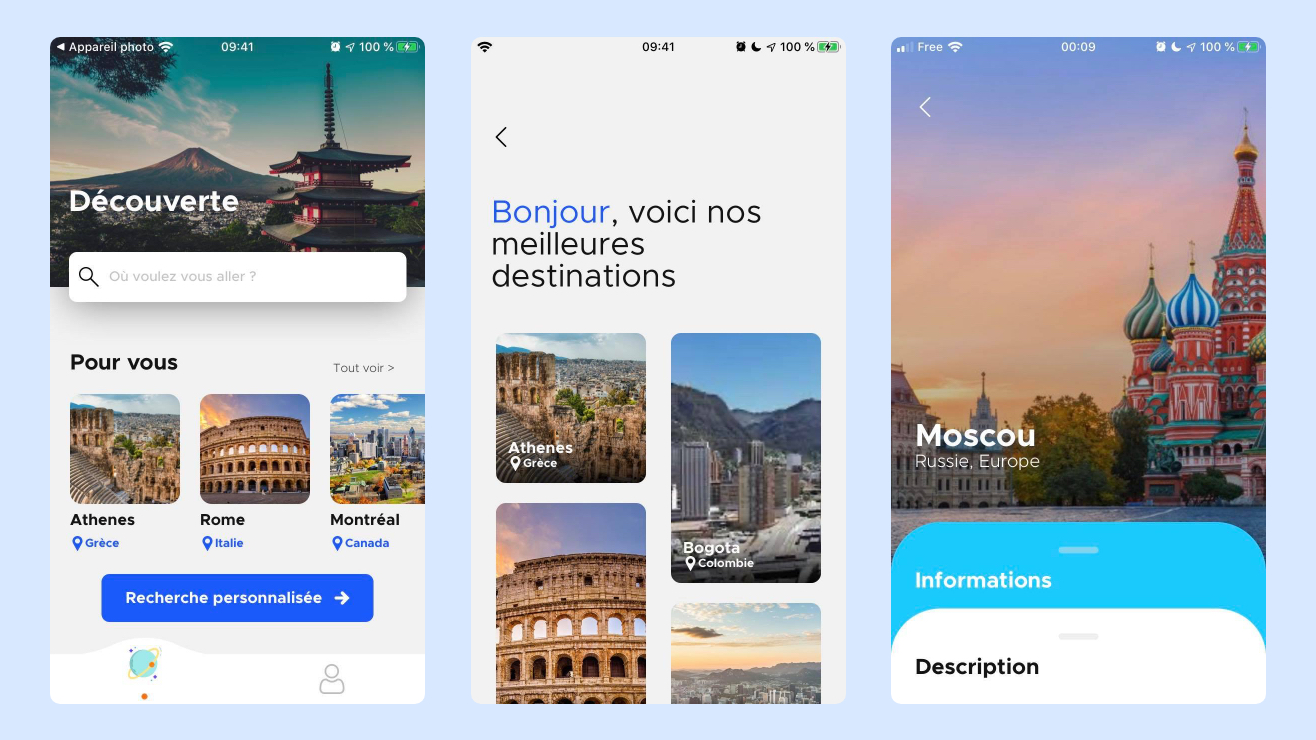 Appareil photo 09:41 100 %
Découverte
Où voulez vous aller ?
Pour vous
Tout voir >
Athenes
Grèce
Rome
Italie
Montréal
Canada
Recherche personnalisée
09:41 100 %
Bonjour, voici nos
meilleures
destinations
Athenes
Grèce
Bogota
Colombie
Free 00:09 100 %
Moscou
Russie, Europe
Informations
Description